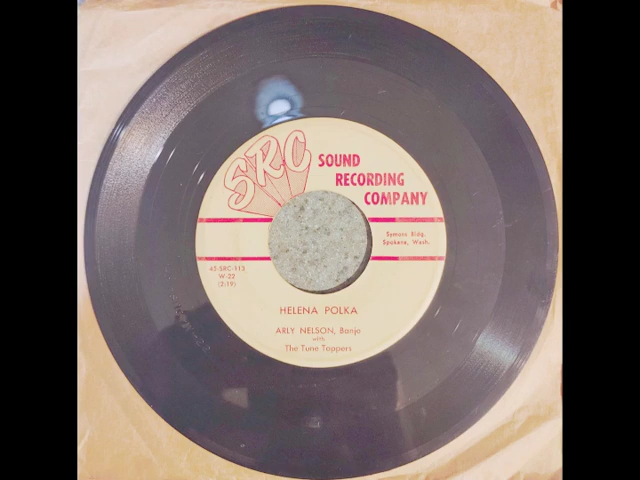 SRC
SOUND
RECORDING
COMPANY
Symons Bldg.
Spokane, Wash.
45-SRC-115
W-22
(2:19)
HELENA POLKA
ARLY NELSON, Banjo
with
The Tune Toppers